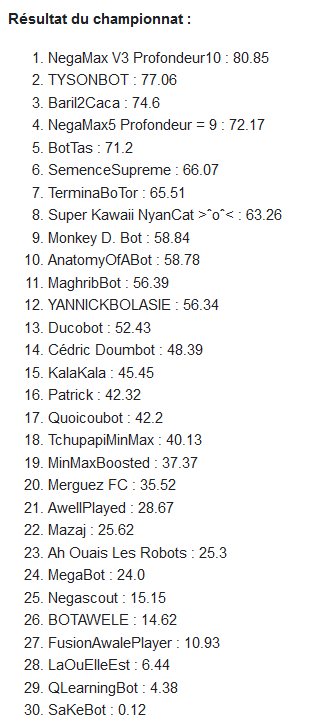 Résultat du championnat :
1. NegaMax V3 Profondeur10 : 80.85
2. TYSONBOT : 77.06
3. Baril2Caca : 74.6
4. NegaMax5 Profondeur = 9 : 72.17
5. BotTas : 71.2
6. SemenceSupreme : 66.07
7. TerminaBoTor : 65.51
8. Super Kawaii NyanCat >^o^< : 63.26
9. Monkey D. Bot : 58.84
10. AnatomyOfABot : 58.78
11. MaghribBot : 56.39
12. YANNICKBOLASIE : 56.34
13. Ducobot : 52.43
14. Cédric Doumbot : 48.39
15. KalaKala : 45.45
16. Patrick : 42.32
17. Quoicoubot : 42.2
18. TchupapiMinMax : 40.13
19. MinMaxBoosted : 37.37
20. Merguez FC : 35.52
21. AwellPlayed : 28.67
22. Mazaj : 25.62
23. Ah Ouais Les Robots : 25.3
24. MegaBot : 24.0
25. Negascout : 15.15
26. BOTAWELE : 14.62
27. FusionAwalePlayer : 10.93
28. LaOuElleEst : 6.44
29. QLearningBot : 4.38
30. SaKeBot : 0.12